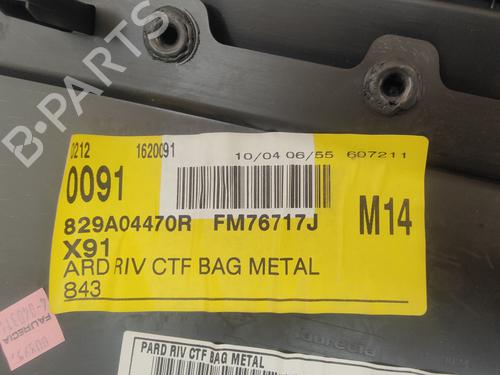 B-PARTS
0212 1620091
10/04 06/55 607211
0091
829A04470R FM76717J M14
X91
ARD RIV CTF BAG METAL
843
FAURECIA
PARD RIV CTF BAG METAL
faurecia